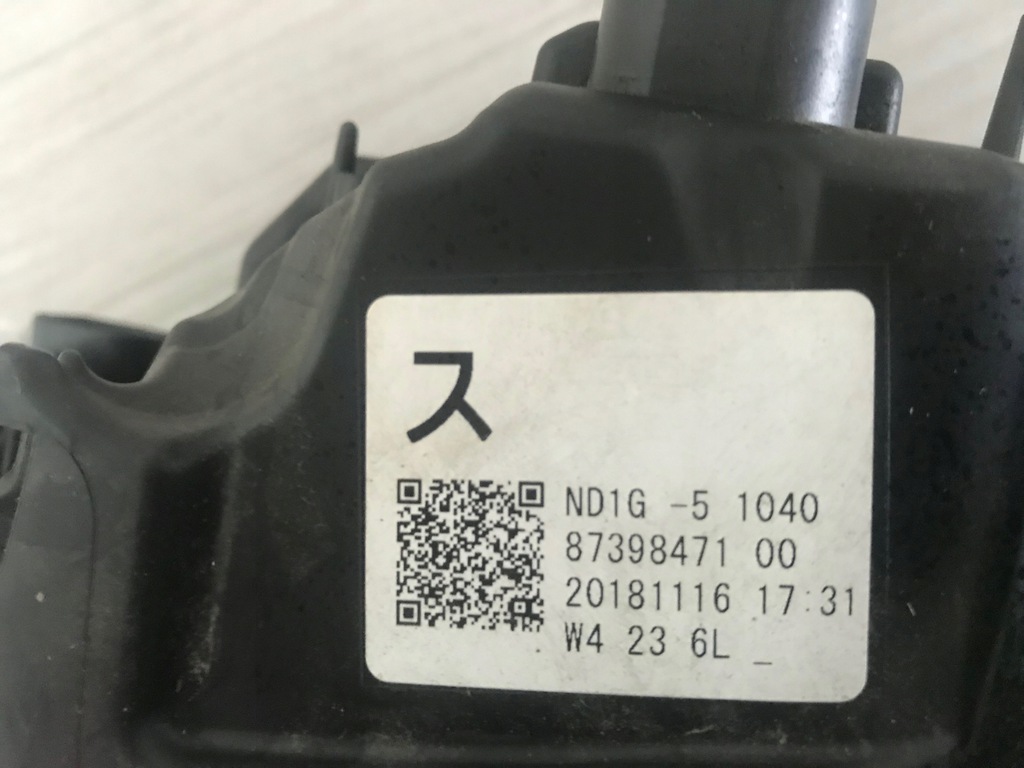 ス
ND1G -5 1040
87398471 00
20181116 17:31
W4 23 6L _